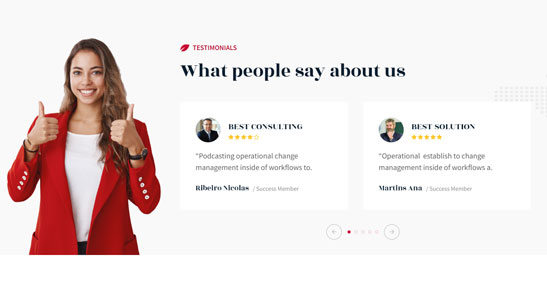 TESTIMONIALS
What people say about us
BEST CONSULTING
"Podcasting operational change
management inside of workflows to.
Ribeiro Nicolas / Success Member
BEST SOLUTION
"Operational establish to change
management inside of workflows a.
Martins Ana / Success Member